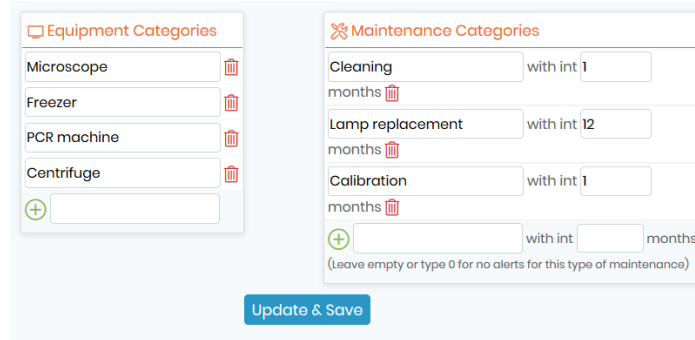 Equipment Categories
Microscope
Freezer
PCR machine
Centrifuge
Maintenance Categories
Cleaning with int 1
months
Lamp replacement with int 12
months
Calibration with int 1
months
with int months
(Leave empty or type 0 for no alerts for this type of maintenance)
Update & Save